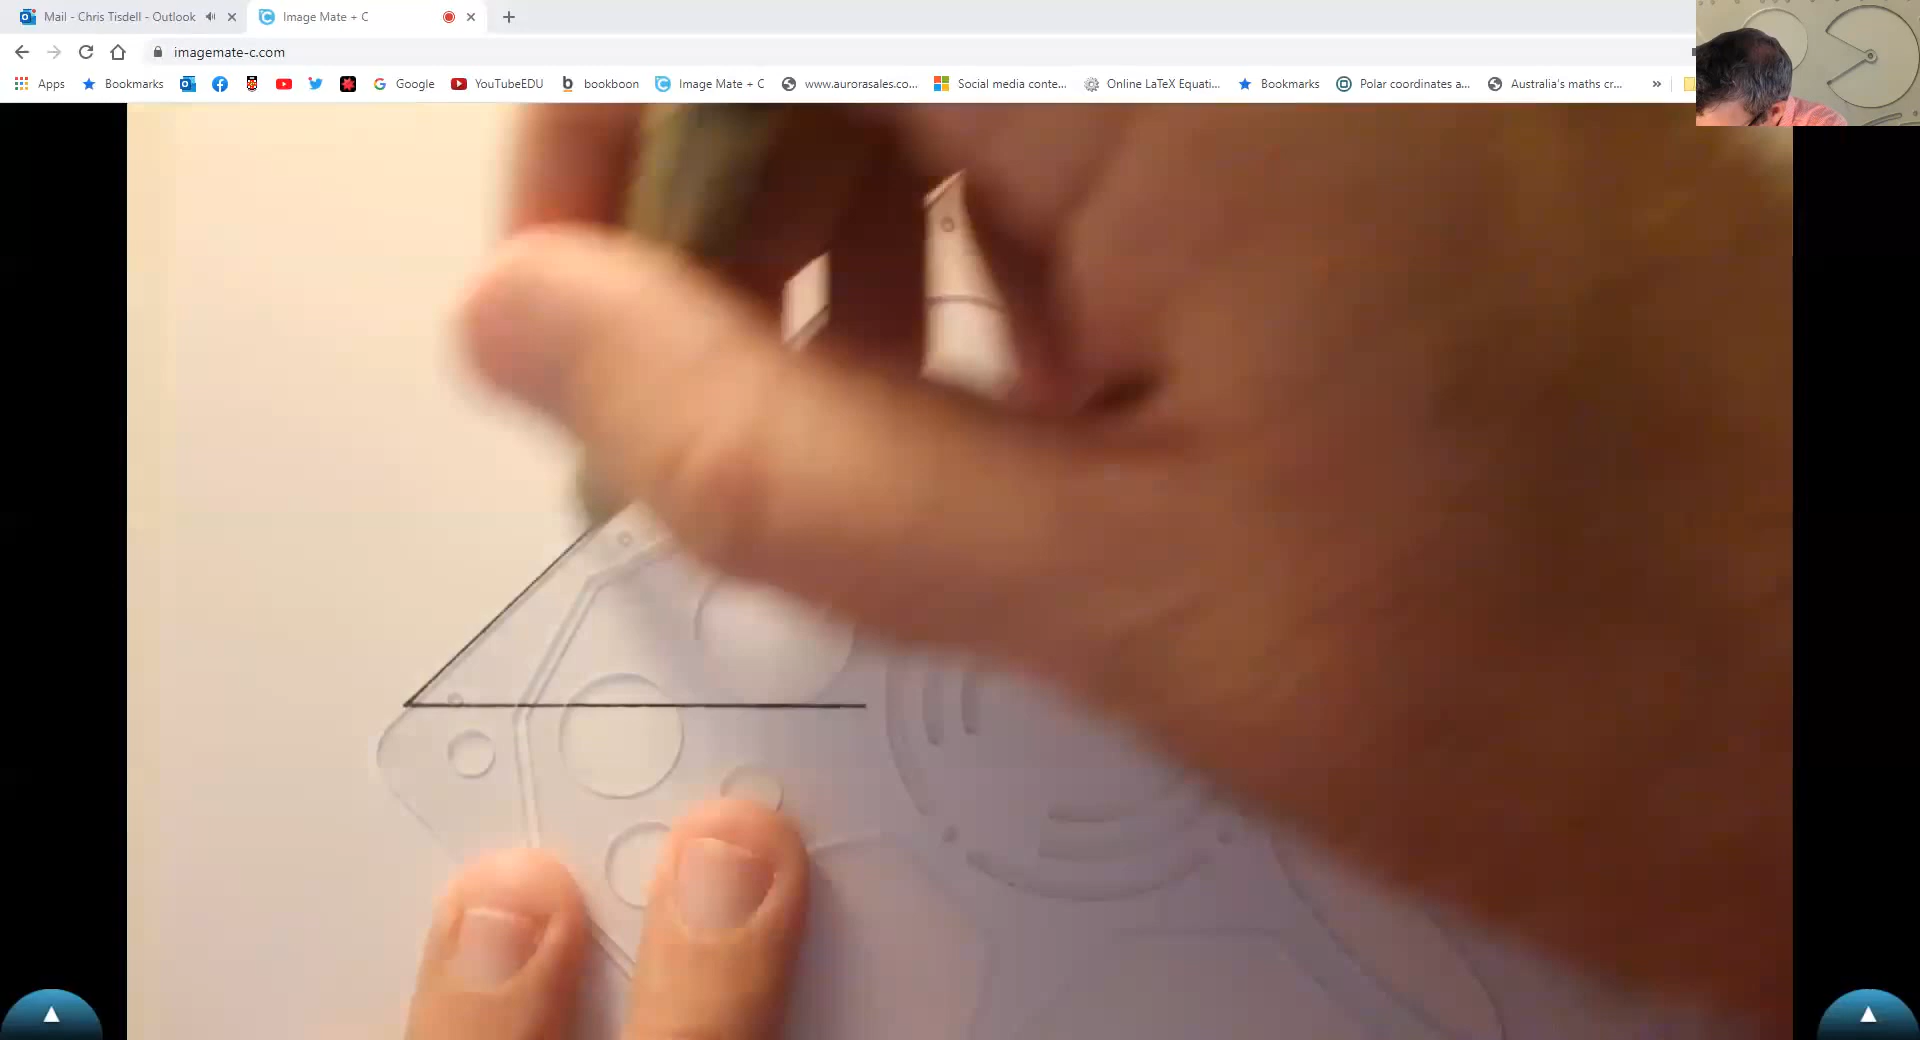 Mail - Chris Tisdell - Outlook
Image Mate + C
imagemate-c.com
Apps
Bookmarks
Google
YouTubeEDU
bookboon
Image Mate + C
www.aurorasales.co...
Social media conte...
Online LaTeX Equati...
Bookmarks
Polar coordinates a...
Australia's maths cr...